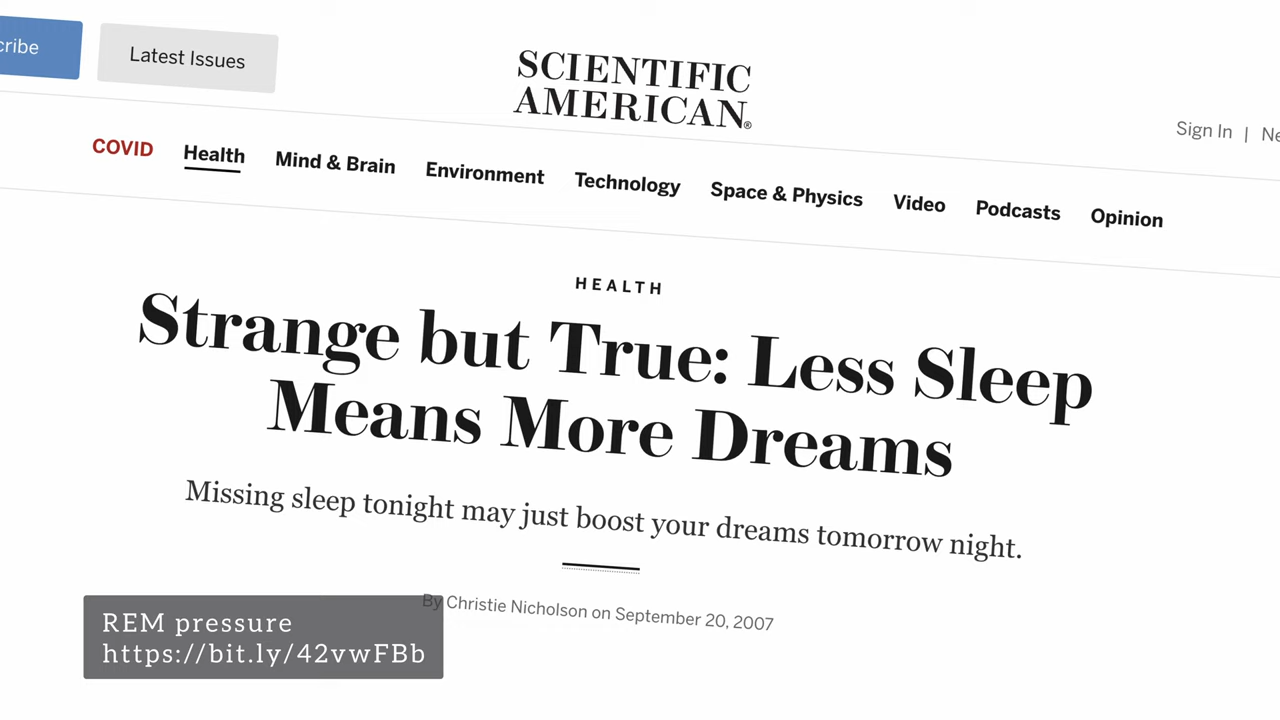 cribe
Latest Issues
SCIENTIFIC
AMERICAN®
Sign In | Ne
COVID Health Mind & Brain Environment Technology Space & Physics Video Podcasts Opinion
HEALTH
Strange but True: Less Sleep
Means More Dreams
Missing sleep tonight may just boost your dreams tomorrow night.
By Christie Nicholson on September 20, 2007
REM pressure
https://bit.ly/42vwFBb